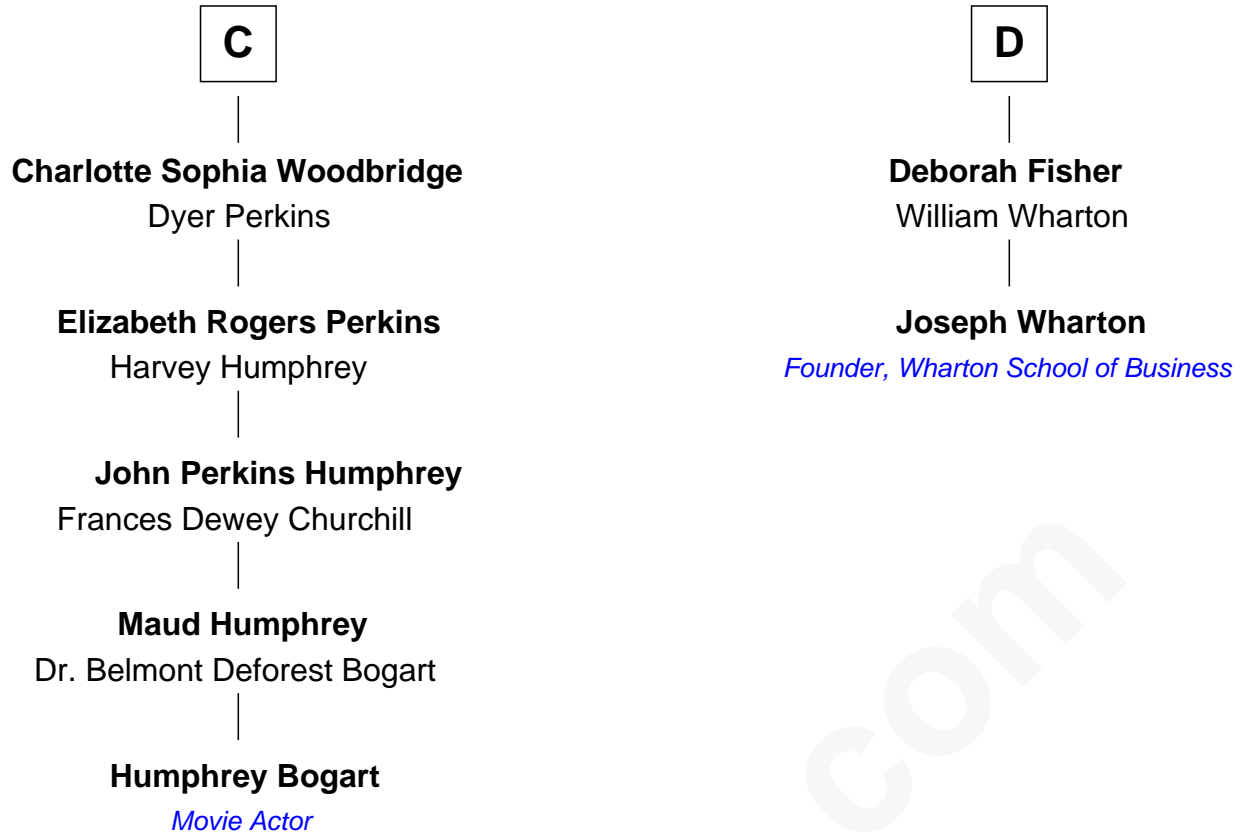 C
Charlotte Sophia Woodbridge
Dyer Perkins
Elizabeth Rogers Perkins
Harvey Humphrey
John Perkins Humphrey
Frances Dewey Churchill
Maud Humphrey
Dr. Belmont Deforest Bogart
Humphrey Bogart
Movie Actor
D
Deborah Fisher
William Wharton
Joseph Wharton
Founder, Wharton School of Business
com